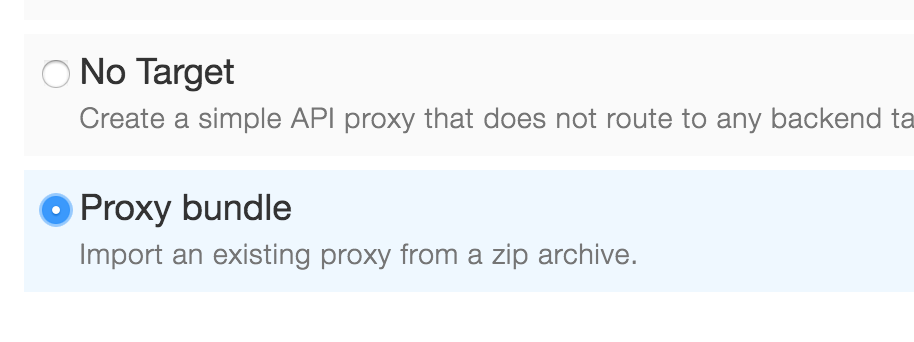 No Target
Create a simple API proxy that does not route to any backend ta
Proxy bundle
Import an existing proxy from a zip archive.